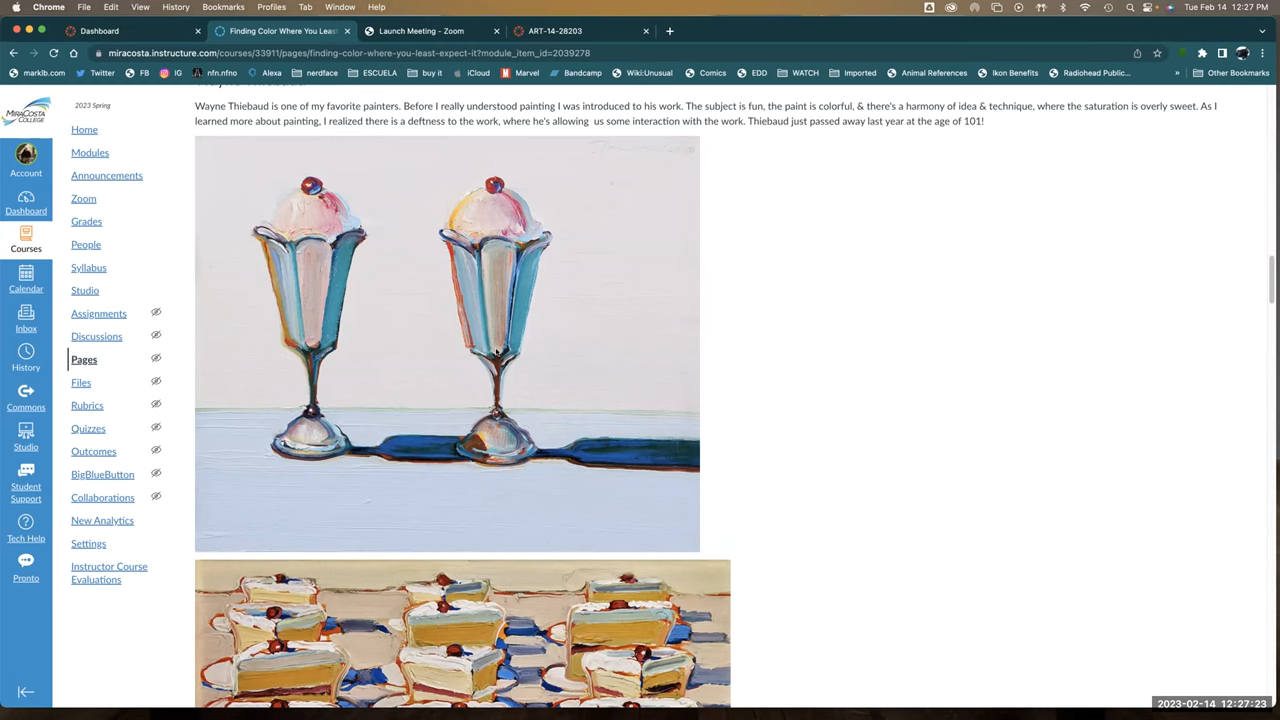 Chrome File Edit View History Bookmarks Profiles Tab Window Help Tue Feb 14 12:27 PM
Dashboard Finding Color Where You Leas Launch Meeting - Zoom ART-14-28203
miracosta.instructure.com/courses/33911/pages/finding-color-where-you-least-expect-it?module_item_id=2039278
marklb.com Twitter FB IG nfn.nfno Alexa nerdface ESCUELA buy it iCloud Marvel Bandcamp Wiki:Unusual Comics EDD WATCH Imported Animal References Ikon Benefits Radiohead Public... » Other Bookmarks
MIRACOSTA
COLLEGE
Account
Dashboard
Courses
Calendar
Inbox
History
Commons
Studio
Student
Support
Tech Help
Pronto
2023 Spring
Home
Modules
Announcements
Zoom
Grades
People
Syllabus
Studio
Assignments
Discussions
Pages
Files
Rubrics
Quizzes
Outcomes
BigBlueButton
Collaborations
New Analytics
Settings
Instructor Course
Evaluations
Wayne Thiebaud is one of my favorite painters. Before I really understood painting I was introduced to his work. The subject is fun, the paint is colorful, & there's a harmony of idea & technique, where the saturation is overly sweet. As I
learned more about painting, I realized there is a deftness to the work, where he's allowing us some interaction with the work. Thiebaud just passed away last year at the age of 101!
2023-02-14 12:27:23